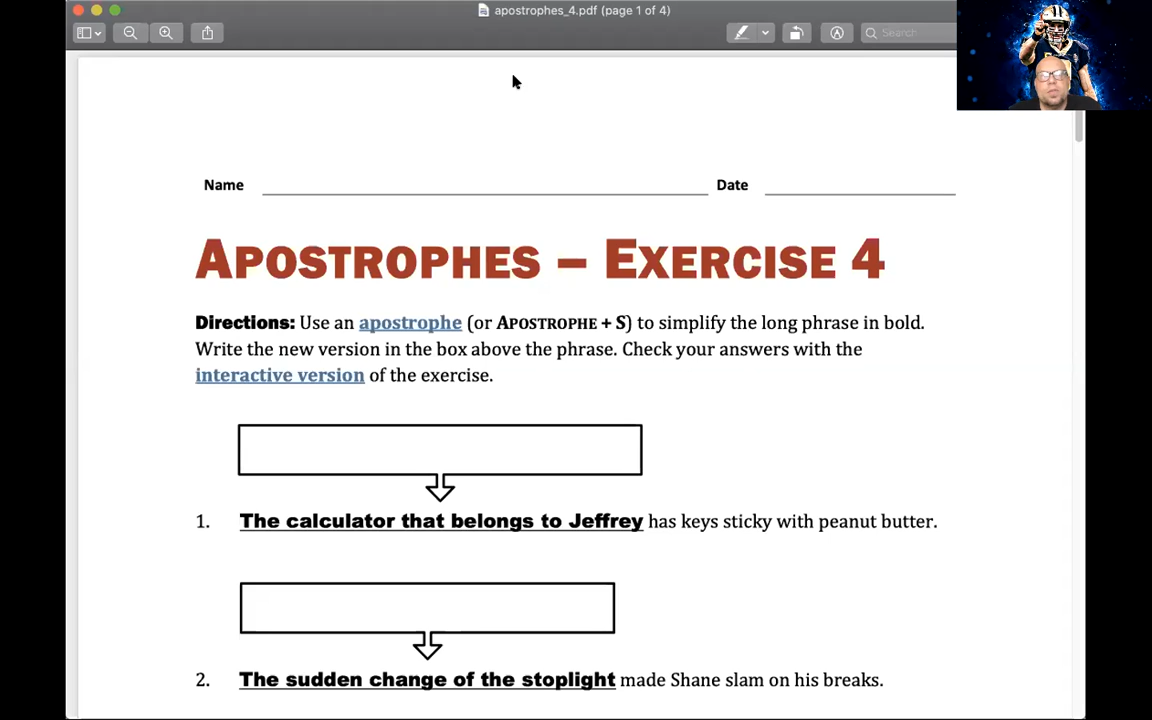 apostrophes_4.pdf (page 1 of 4)
Search
Name Date
APOSTROPHES – EXERCISE 4
Directions: Use an apostrophe (or APOSTROPHE + S) to simplify the long phrase in bold.
Write the new version in the box above the phrase. Check your answers with the
interactive version of the exercise.
1. The calculator that belongs to Jeffrey has keys sticky with peanut butter.
2. The sudden change of the stoplight made Shane slam on his breaks.